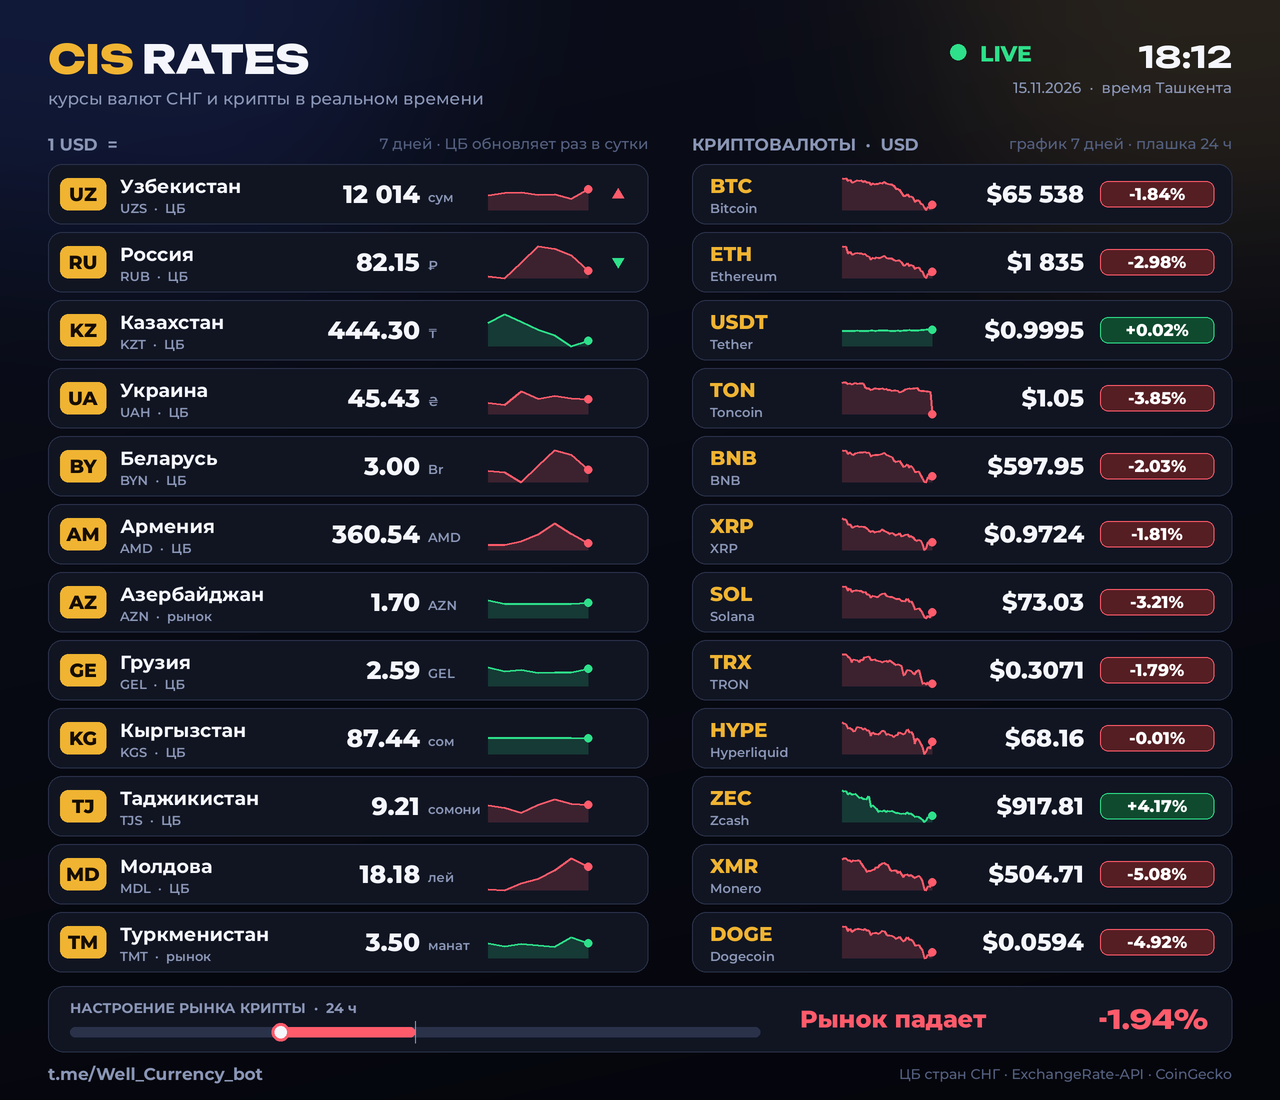 CIS RATES
курсы валют СНГ и крипты в реальном времени
LIVE
18:12
15.11.2026 · время Ташкента
1 USD =
7 дней · ЦБ обновляет раз в сутки
UZ Узбекистан 12 014 сум
UZS · ЦБ
RU Россия 82.15 ₽
RUB · ЦБ
KZ Казахстан 444.30 ₸
KZT · ЦБ
UA Украина 45.43 ₴
UAH · ЦБ
BY Беларусь 3.00 Br
BYN · ЦБ
AM Армения 360.54 AMD
AMD · ЦБ
AZ Азербайджан 1.70 AZN
AZN · рынок
GE Грузия 2.59 GEL
GEL · ЦБ
KG Кыргызстан 87.44 сом
KGS · ЦБ
TJ Таджикистан 9.21 сомони
TJS · ЦБ
MD Молдова 18.18 лей
MDL · ЦБ
TM Туркменистан 3.50 манат
TMT · рынок
КРИПТОВАЛЮТЫ · USD
график 7 дней · плашка 24 ч
BTC $65 538 -1.84%
Bitcoin
ETH $1 835 -2.98%
Ethereum
USDT $0.9995 +0.02%
Tether
TON $1.05 -3.85%
Toncoin
BNB $597.95 -2.03%
BNB
XRP $0.9724 -1.81%
XRP
SOL $73.03 -3.21%
Solana
TRX $0.3071 -1.79%
TRON
HYPE $68.16 -0.01%
Hyperliquid
ZEC $917.81 +4.17%
Zcash
XMR $504.71 -5.08%
Monero
DOGE $0.0594 -4.92%
Dogecoin
НАСТРОЕНИЕ РЫНКА КРИПТЫ · 24 ч
Рынок падает -1.94%
t.me/Well_Currency_bot
ЦБ стран СНГ · ExchangeRate-API · CoinGecko